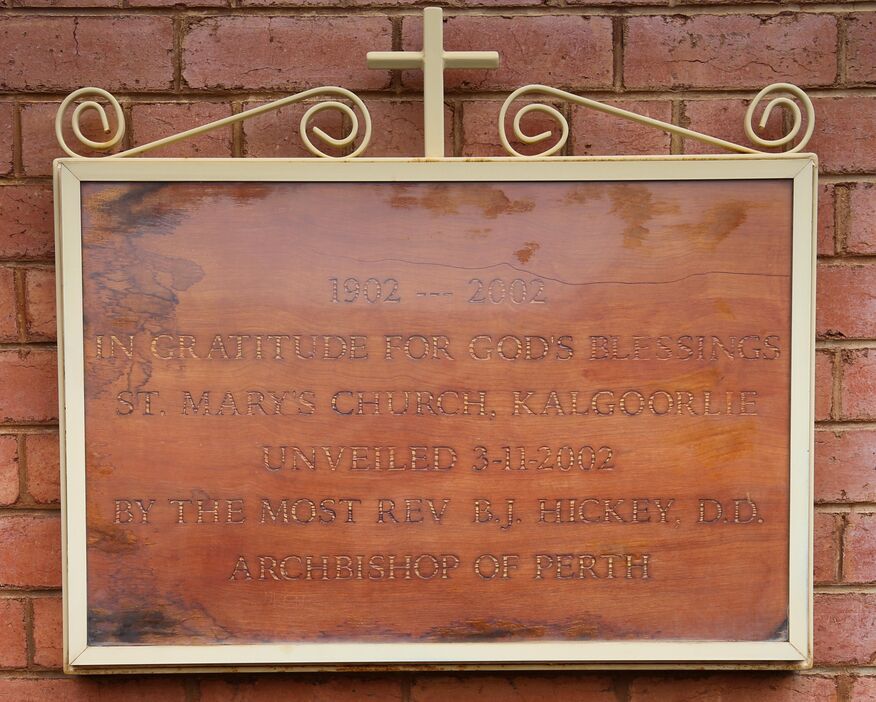 1902 --- 2002
IN GRATITUDE FOR GOD'S BLESSINGS
ST. MARY'S CHURCH, KALGOORLIE
UNVEILED 3-11-2002
BY THE MOST REV B.J. HICKEY, D.D.
ARCHBISHOP OF PERTH